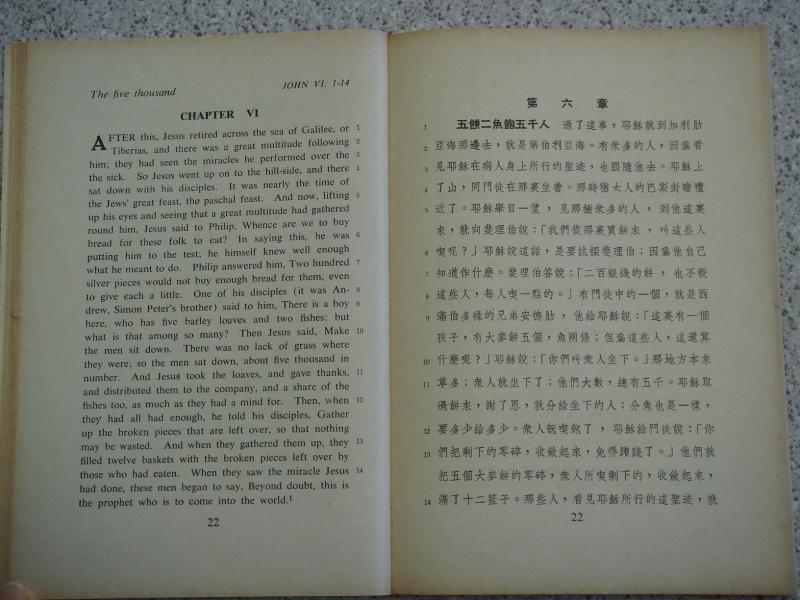 The five thousand
JOHN VI: 1-14
CHAPTER VI
AFTER this, Jesus retired across the sea of Galilee, or 1
Tiberias, and there was a great multitude following 2
him; they had seen the miracles he performed over the 3
the sick. So Jesus went up on to the hill-side, and there 4
sat down with his disciples. It was nearly the time of
the Jews' great feast, the paschal feast. And now, lifting 5
up his eyes and seeing that a great multitude had gathered
round him, Jesus said to Philip, Whence are we to buy
bread for these folk to eat? In saying this, he was 6
putting him to the test; he himself knew well enough
what he meant to do. Philip answered him, Two hundred 7
silver pieces would not buy enough bread for them, even
to give each a little. One of his disciples (it was An- 8
drew, Simon Peter's brother) said to him, There is a boy 9
here, who has five barley loaves and two fishes; but
what is that among so many? Then Jesus said, Make 10
the men sit down. There was no lack of grass where
they were; so the men sat down, about five thousand in
number. And Jesus took the loaves, and gave thanks, 11
and distributed them to the company, and a share of the
fishes too, as much as they had a mind for. Then, when 12
they had all had enough, he told his disciples, Gather
up the broken pieces that are left over, so that nothing
may be wasted. And when they gathered them up, they 13
filled twelve baskets with the broken pieces left over by
those who had eaten. When they saw the miracle Jesus 14
had done, these men began to say, Beyond doubt, this is
the prophet who is to come into the world.¹
22
第六章
1 五餅二魚飽五千人 過了這事，耶穌就到加利肋
2 亞海那邊去，就是第伯利亞海。有衆多的人，因爲看
3 見耶穌在病人身上所行的聖迹，也跟隨他去。耶穌上
4 了山，同門徒在那裏坐着。那時猶太人的巴斯卦瞻禮
5 近了。耶穌舉目一望，見那極衆多的人，到他這裏
來，就向斐理伯說：「我們從那裏買餅來，叫這些人
6 喫呢？」耶穌說這話，是要試探斐理伯；因爲他自己
7 知道作什麼。斐理伯答說：「二百銀錢的餅，也不彀
8 這些人，每人喫一點的。」有門徒中的一個，就是西
9 滿伯多祿的兄弟安德肋，他給耶穌說：「這裏有一個
孩子，有大麥餅五個，魚兩條；但爲這些人，這還算
10 什麼呢？」耶穌說：「你們叫衆人坐下。」那地方本來
11 草多；衆人就坐下了；他們大數，總有五千。耶穌取
過餅來，謝了恩，就分給坐下的人；分魚也是一樣，
12 要多少給多少。衆人旣喫飽了，耶穌給門徒說：「你
13 們把剩下的零碎，收斂起來，免得蹧踐了。」他們就
把五個大麥餅的零碎，衆人所喫剩下的，收斂起來，
14 滿了十二籃子。那些人，看見耶穌所行的這聖迹，就
22